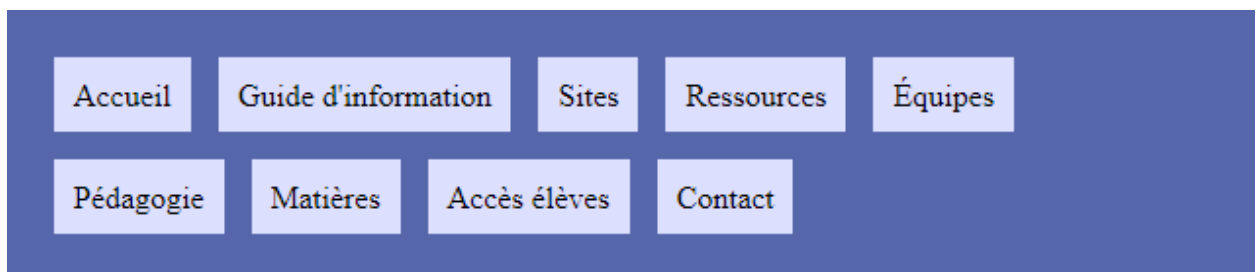 Accueil Guide d'information Sites Ressources Équipes
Pédagogie Matières Accès élèves Contact